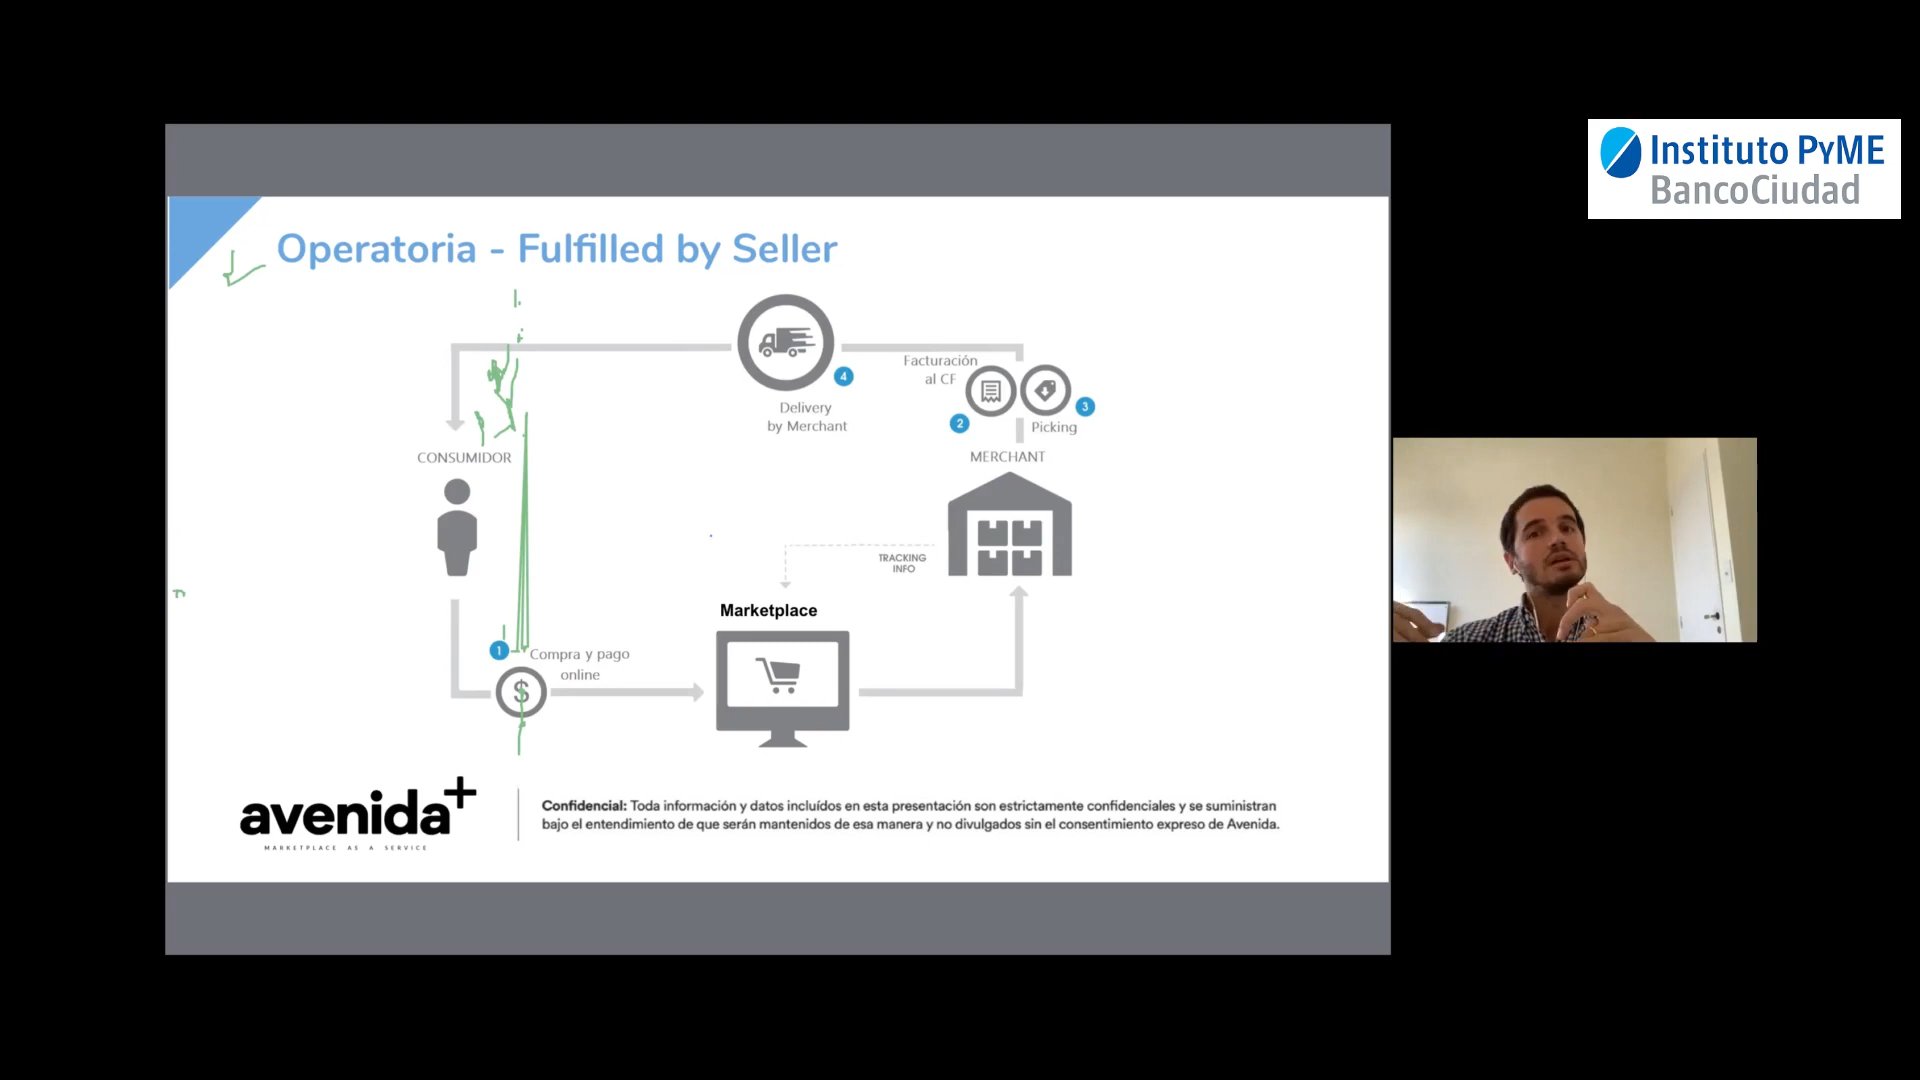 Instituto PyME
BancoCiudad
Operatoria - Fulfilled by Seller
4
Delivery
by Merchant
Facturación
al CF
2
3
Picking
CONSUMIDOR
MERCHANT
TRACKING
INFO
Marketplace
1
Compra y pago
online
$
avenida+
MARKETPLACE AS A SERVICE
Confidencial: Toda información y datos incluídos en esta presentación son estrictamente confidenciales y se suministran
bajo el entendimiento de que serán mantenidos de esa manera y no divulgados sin el consentimiento expreso de Avenida.